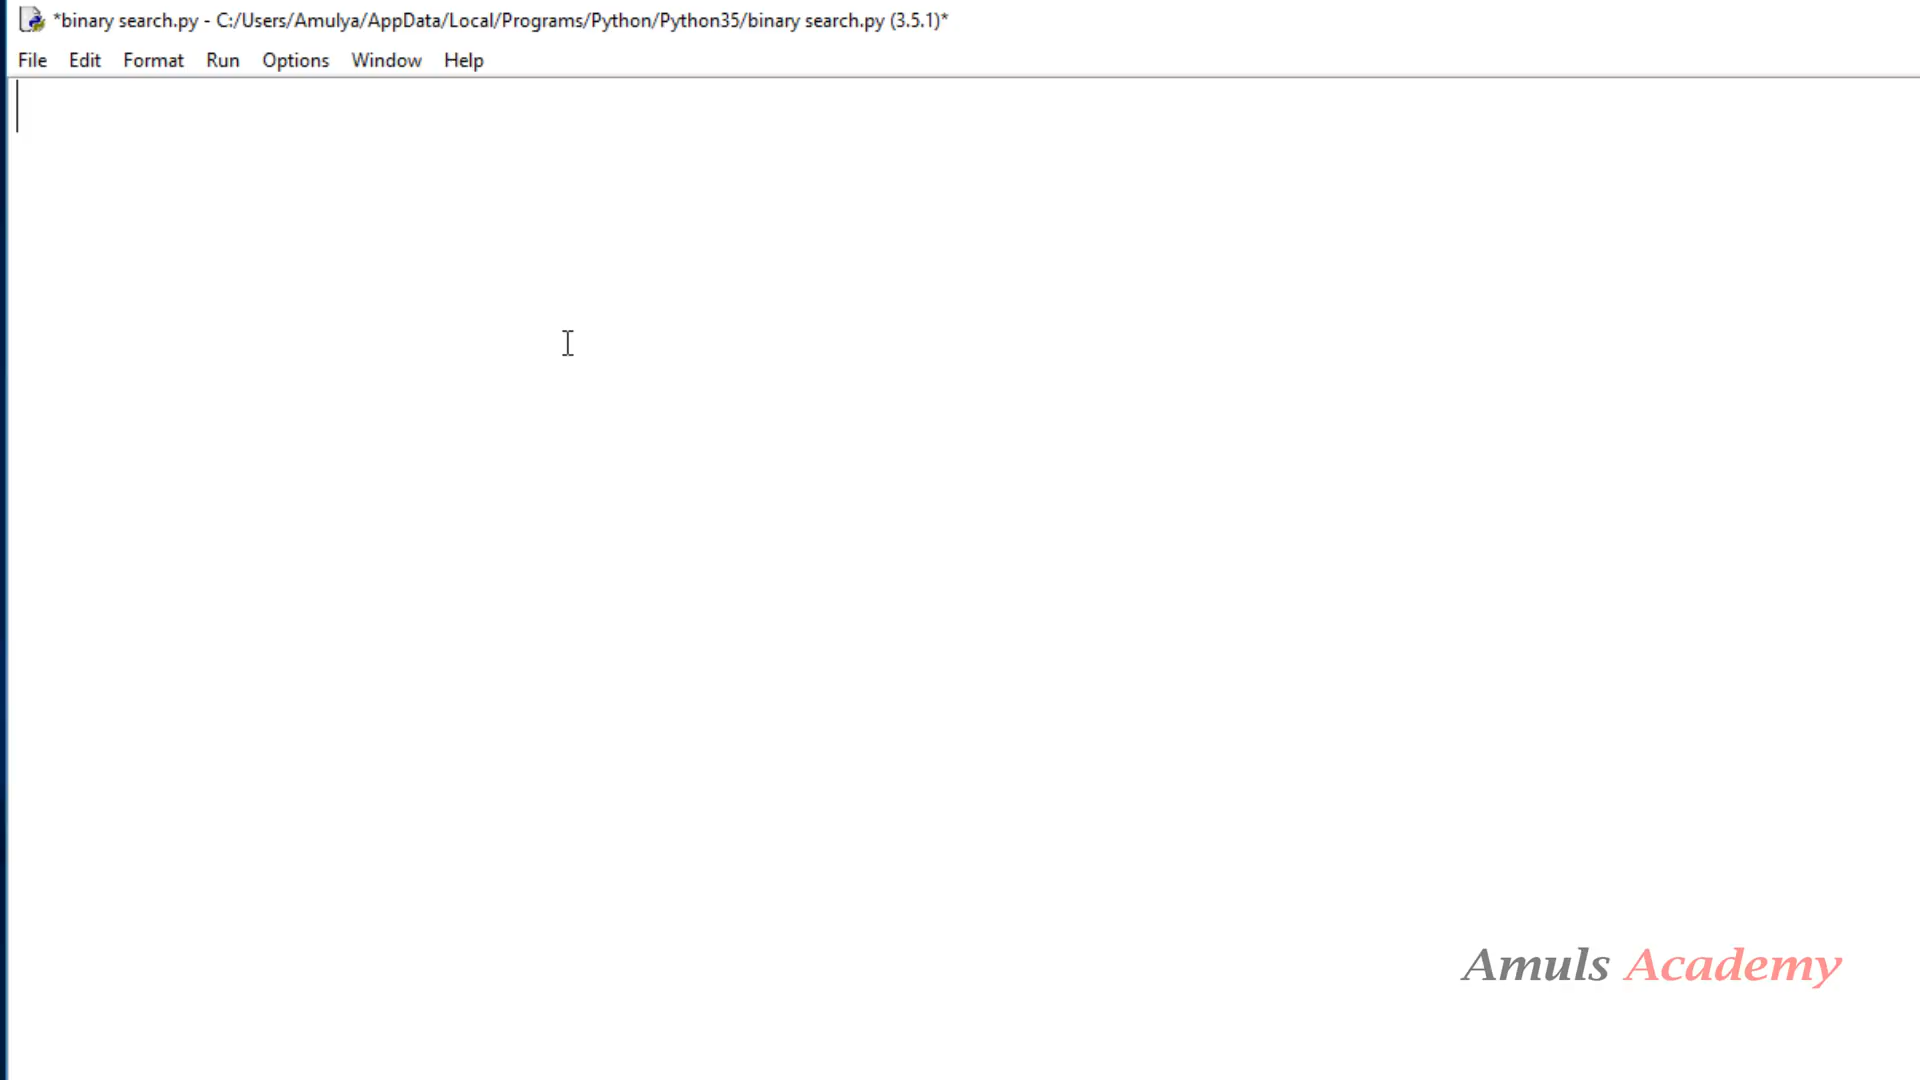 *binary search.py - C:/Users/Amulya/AppData/Local/Programs/Python/Python35/binary search.py (3.5.1)*
File Edit Format Run Options Window Help
Amuls Academy